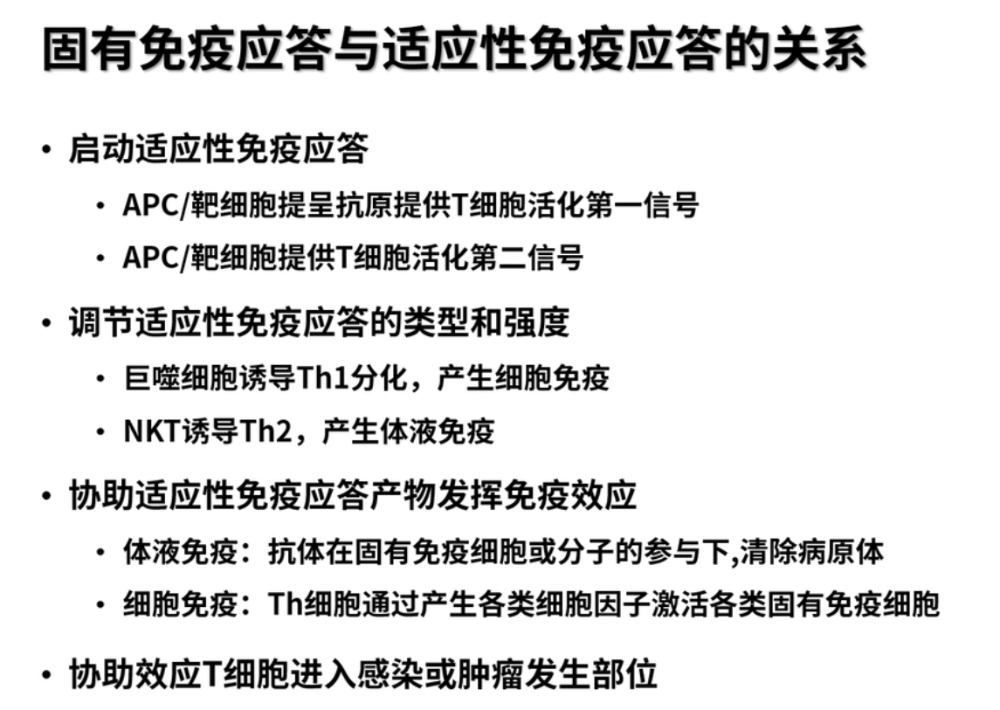 固有免疫应答与适应性免疫应答的关系
• 启动适应性免疫应答
• APC/靶细胞提呈抗原提供T细胞活化第一信号
• APC/靶细胞提供T细胞活化第二信号
• 调节适应性免疫应答的类型和强度
• 巨噬细胞诱导Th1分化，产生细胞免疫
• NKT诱导Th2，产生体液免疫
• 协助适应性免疫应答产物发挥免疫效应
• 体液免疫：抗体在固有免疫细胞或分子的参与下,清除病原体
• 细胞免疫：Th细胞通过产生各类细胞因子激活各类固有免疫细胞
• 协助效应T细胞进入感染或肿瘤发生部位